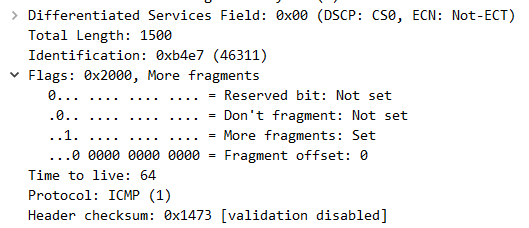 Differentiated Services Field: 0x00 (DSCP: CS0, ECN: Not-ECT)
Total Length: 1500
Identification: 0xb4e7 (46311)
Flags: 0x2000, More fragments
0... .... .... .... = Reserved bit: Not set
.0.. .... .... .... = Don't fragment: Not set
..1. .... .... .... = More fragments: Set
...0 0000 0000 0000 = Fragment offset: 0
Time to live: 64
Protocol: ICMP (1)
Header checksum: 0x1473 [validation disabled]